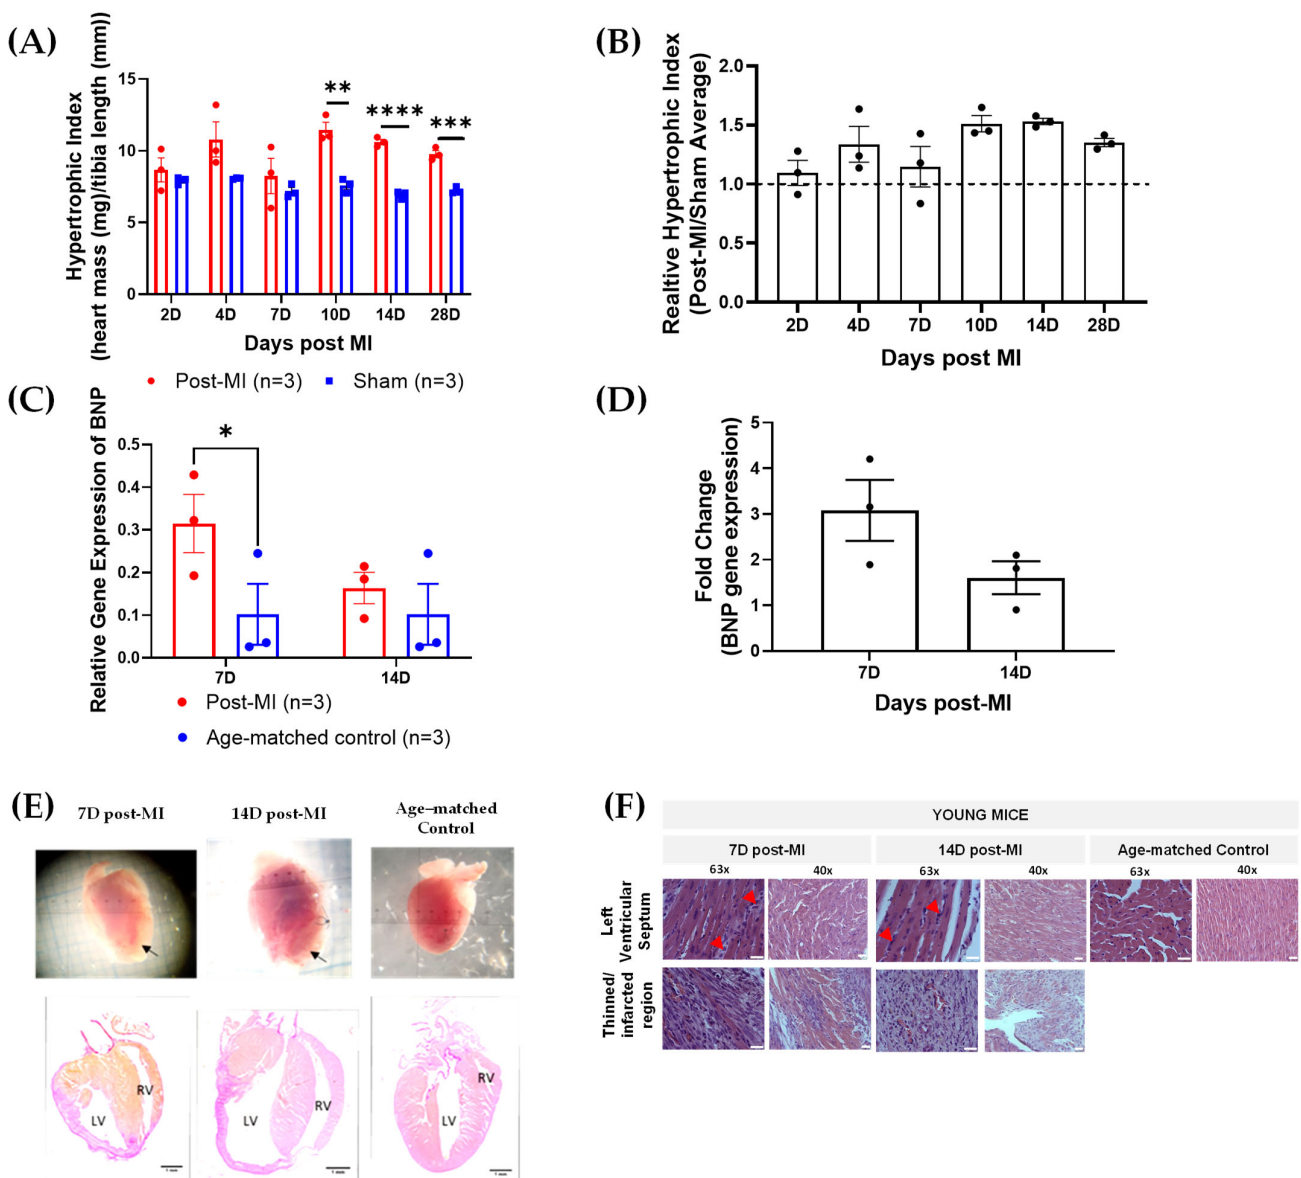 (A)
Hypertrophic Index
(heart mass (mg)/tibia length (mm))
15
10
5
0
**
****
***
2D 4D 7D 10D 14D 28D
Days post MI
Post-MI (n=3) Sham (n=3)
(B)
Realtive Hypertrophic Index
(Post-MI/Sham Average)
2.0
1.5
1.0
0.5
0.0
2D 4D 7D 10D 14D 28D
Days post MI
(C)
Relative Gene Expression of BNP
0.5
0.4
0.3
0.2
0.1
0.0
*
7D 14D
Post-MI (n=3)
Age-matched control (n=3)
(D)
Fold Change
(BNP gene expression)
5
4
3
2
1
0
7D 14D
Days post-MI
(E)
7D post-MI 14D post-MI Age–matched
Control
LV RV
LV RV
LV RV
1 mm
1 mm
1 mm
(F)
YOUNG MICE
7D post-MI 14D post-MI Age-matched Control
63x 40x 63x 40x 63x 40x
Left
Ventricular
Septum
Thinned/
infarcted
region